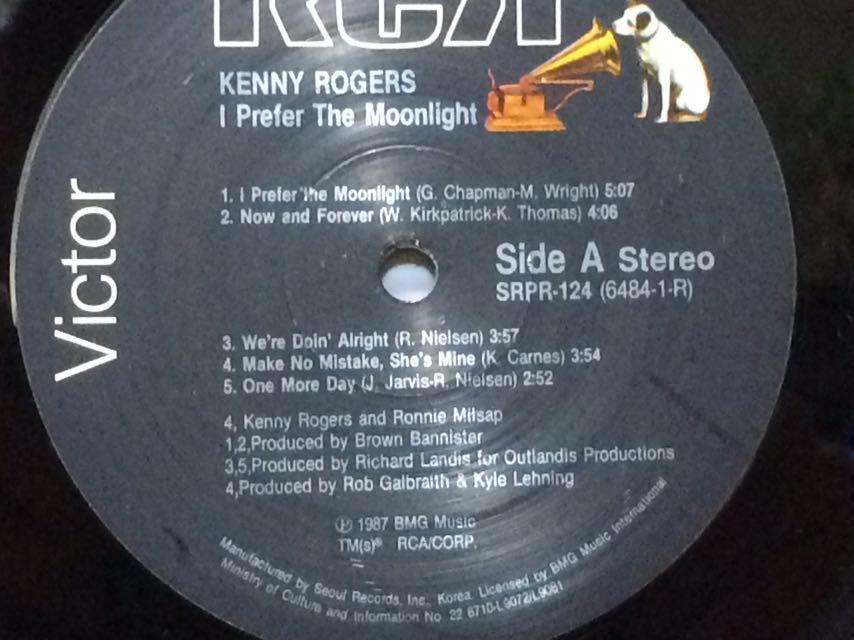 RCA
Victor
KENNY ROGERS
I Prefer The Moonlight
1. I Prefer the Moonlight (G. Chapman-M. Wright) 5:07
2. Now and Forever (W. Kirkpatrick-K. Thomas) 4:06
Side A Stereo
SRPR-124 (6484-1-R)
3. We're Doin' Alright (R. Nielsen) 3:57
4. Make No Mistake, She's Mine (K. Carnes) 3:54
5. One More Day (J. Jarvis-R. Nielsen) 2:52
4, Kenny Rogers and Ronnie Milsap
1,2,Produced by Brown Bannister
3,5,Produced by Richard Landis for Outlandis Productions
4,Produced by Rob Galbraith & Kyle Lehning
Ⓟ 1987 BMG Music
TM(s)® RCA/CORP.
Manufactured by Seoul Records, Inc., Korea. Licensed by BMG Music International
Ministry of Culture and Information No 22 6710-L9072/L9081